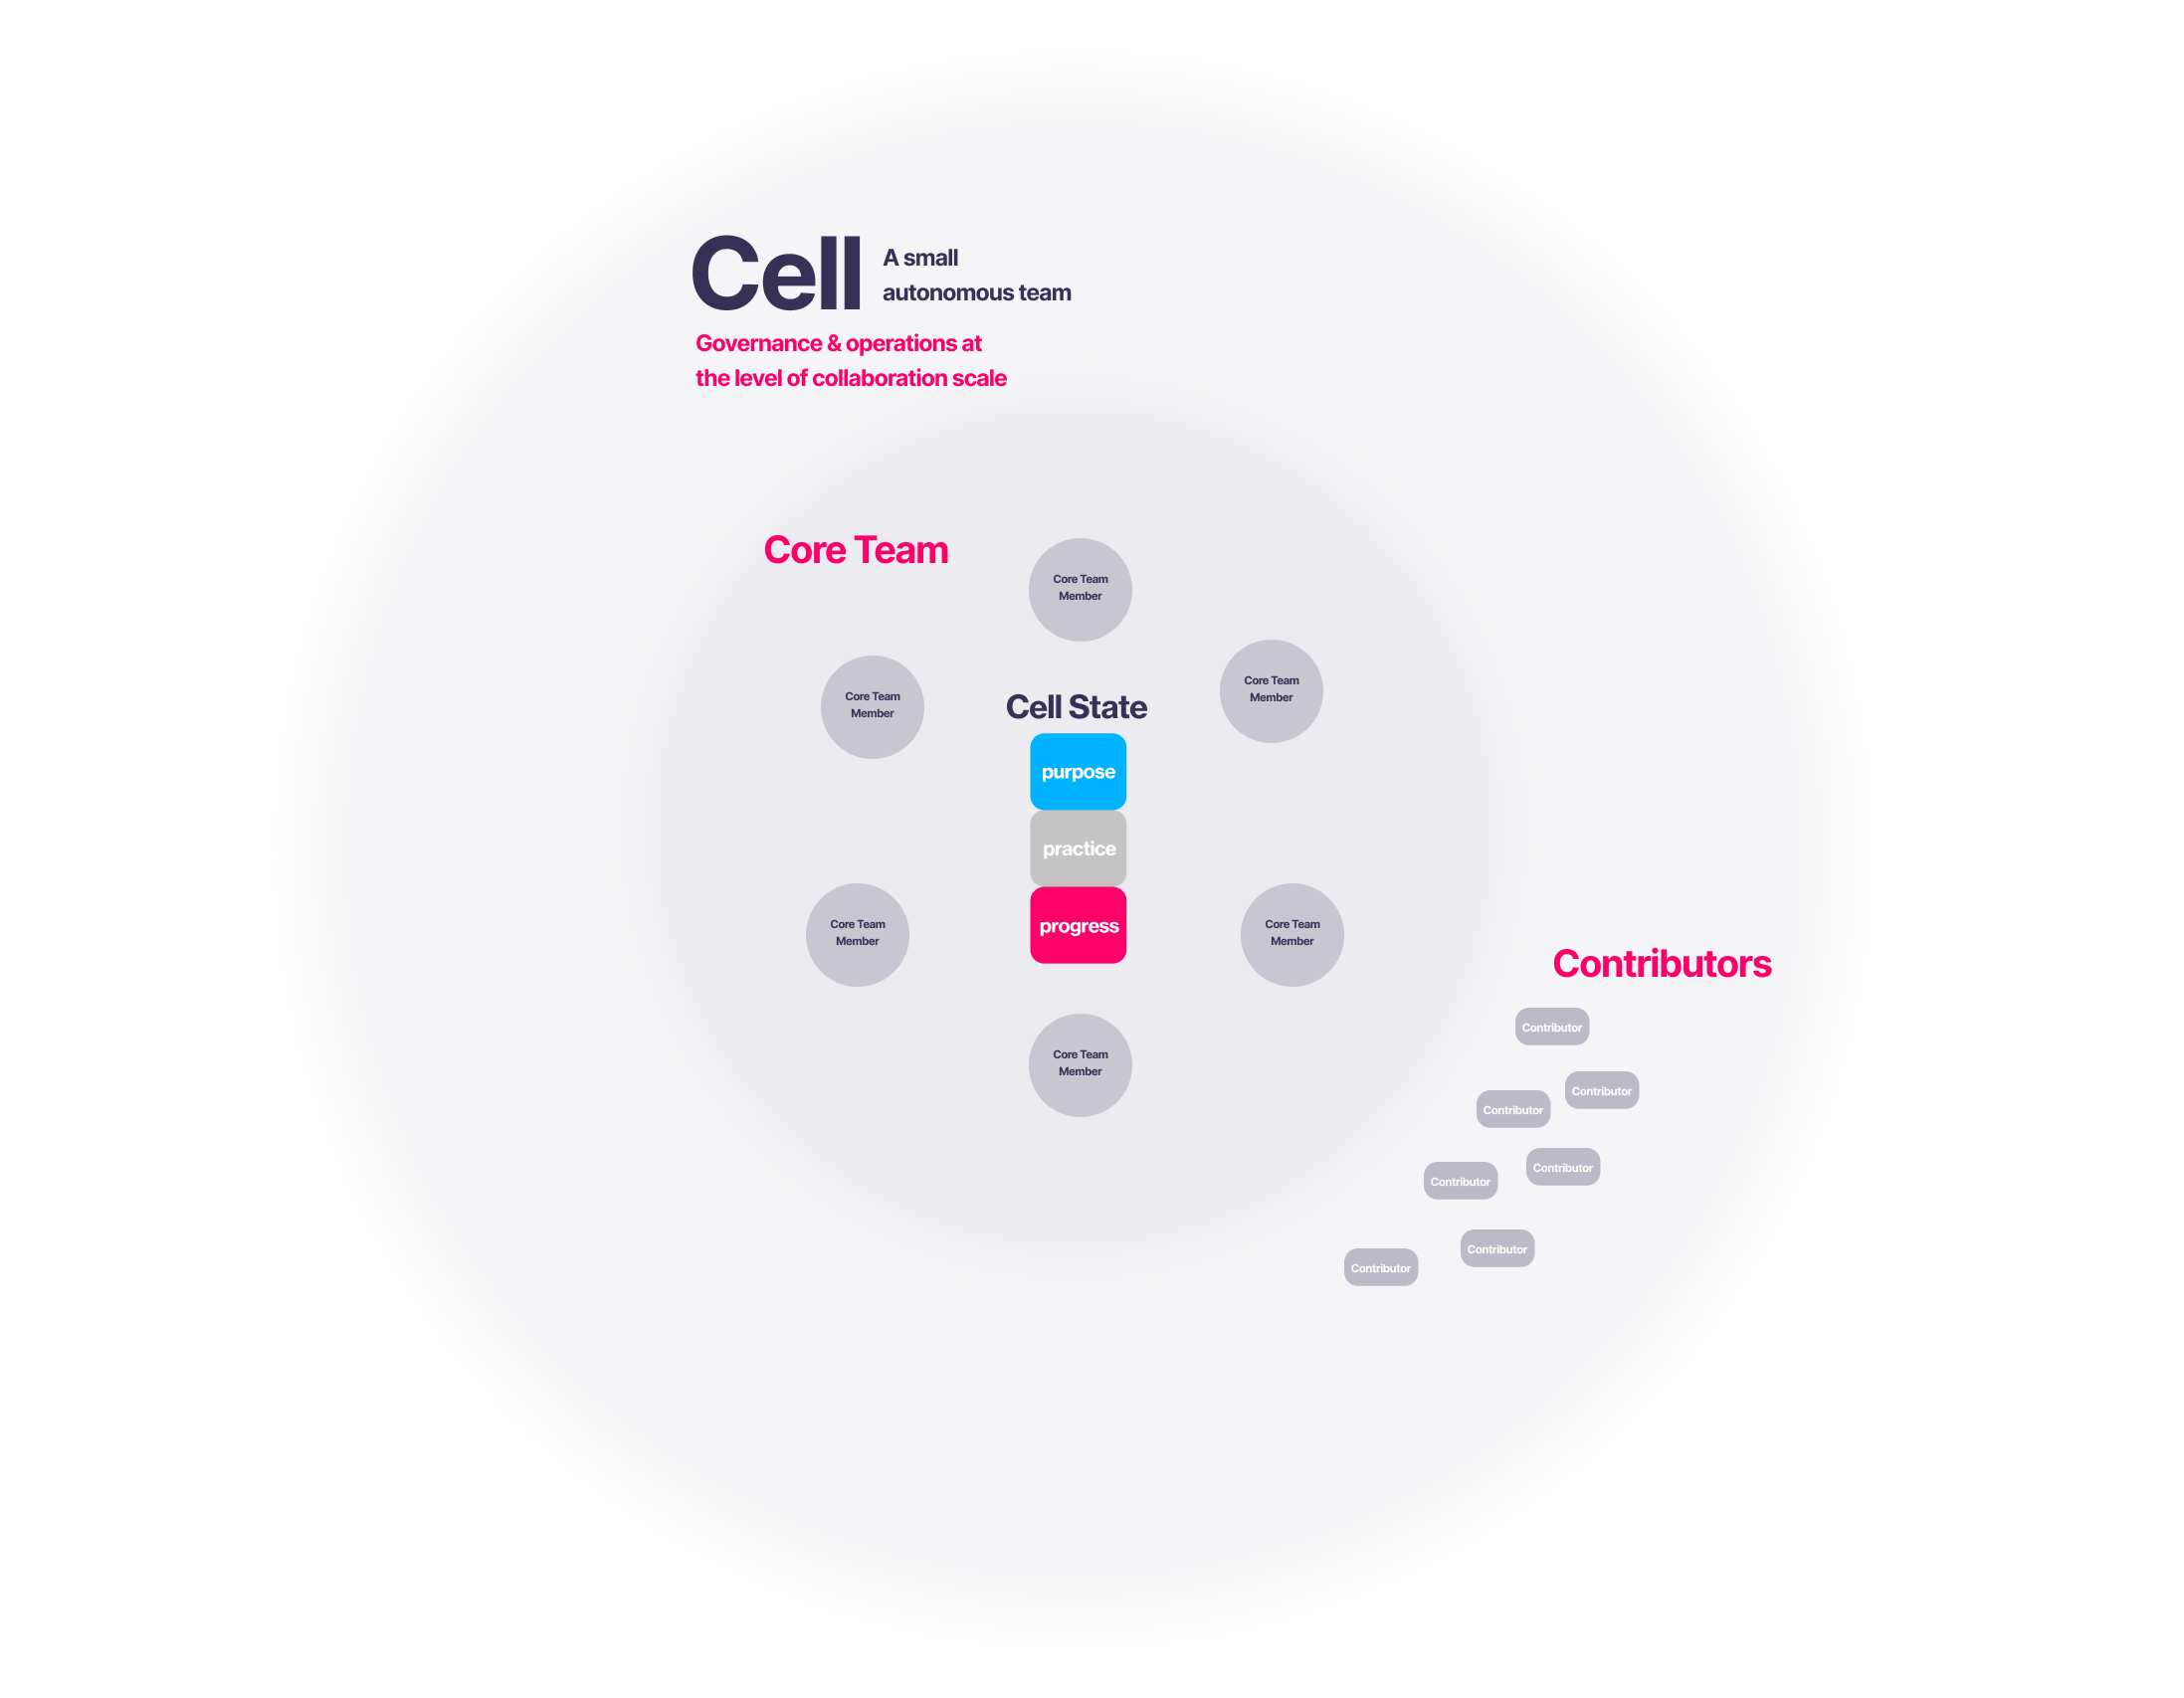 Cell
A small
autonomous team
Governance & operations at
the level of collaboration scale
Core Team
Core Team
Member
Core Team
Member
Core Team
Member
Cell State
purpose
practice
progress
Core Team
Member
Core Team
Member
Core Team
Member
Contributors
Contributor
Contributor
Contributor
Contributor
Contributor
Contributor
Contributor